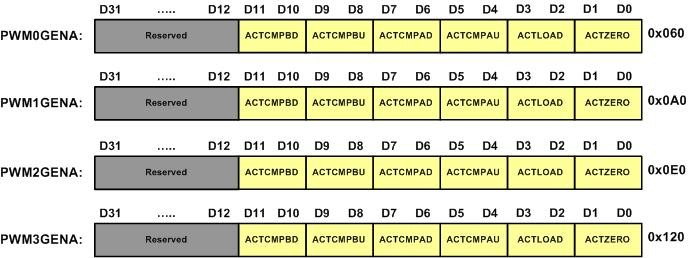 D31 ..... D12 D11 D10 D9 D8 D7 D6 D5 D4 D3 D2 D1 D0
PWM0GENA: Reserved ACTCMPBD ACTCMPBU ACTCMPAD ACTCMPAU ACTLOAD ACTZERO 0x060
D31 ..... D12 D11 D10 D9 D8 D7 D6 D5 D4 D3 D2 D1 D0
PWM1GENA: Reserved ACTCMPBD ACTCMPBU ACTCMPAD ACTCMPAU ACTLOAD ACTZERO 0x0A0
D31 ..... D12 D11 D10 D9 D8 D7 D6 D5 D4 D3 D2 D1 D0
PWM2GENA: Reserved ACTCMPBD ACTCMPBU ACTCMPAD ACTCMPAU ACTLOAD ACTZERO 0x0E0
D31 ..... D12 D11 D10 D9 D8 D7 D6 D5 D4 D3 D2 D1 D0
PWM3GENA: Reserved ACTCMPBD ACTCMPBU ACTCMPAD ACTCMPAU ACTLOAD ACTZERO 0x120